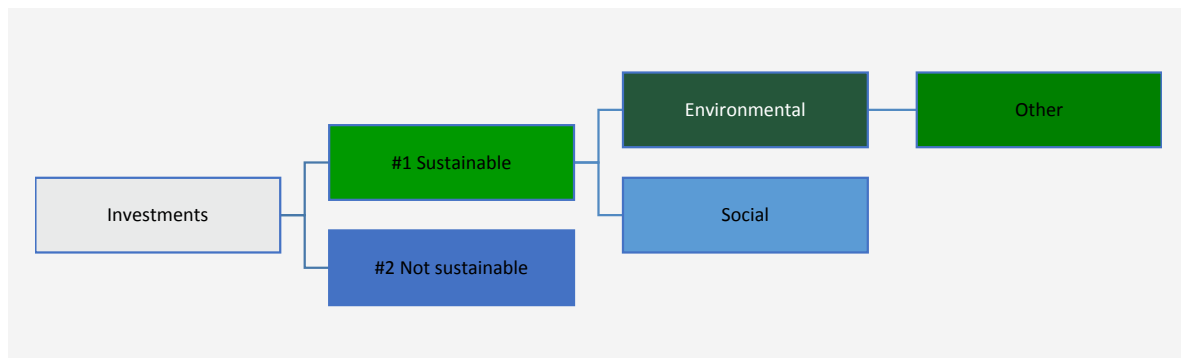 Investments
#1 Sustainable
#2 Not sustainable
Environmental
Social
Other